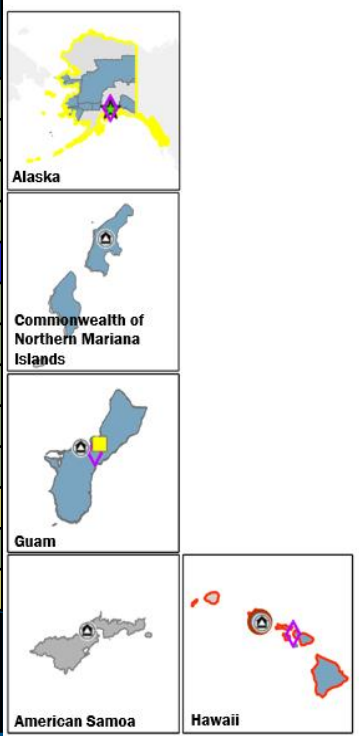 Alaska
Commonwealth of
Northern Mariana
Islands
Guam
American Samoa
Hawaii